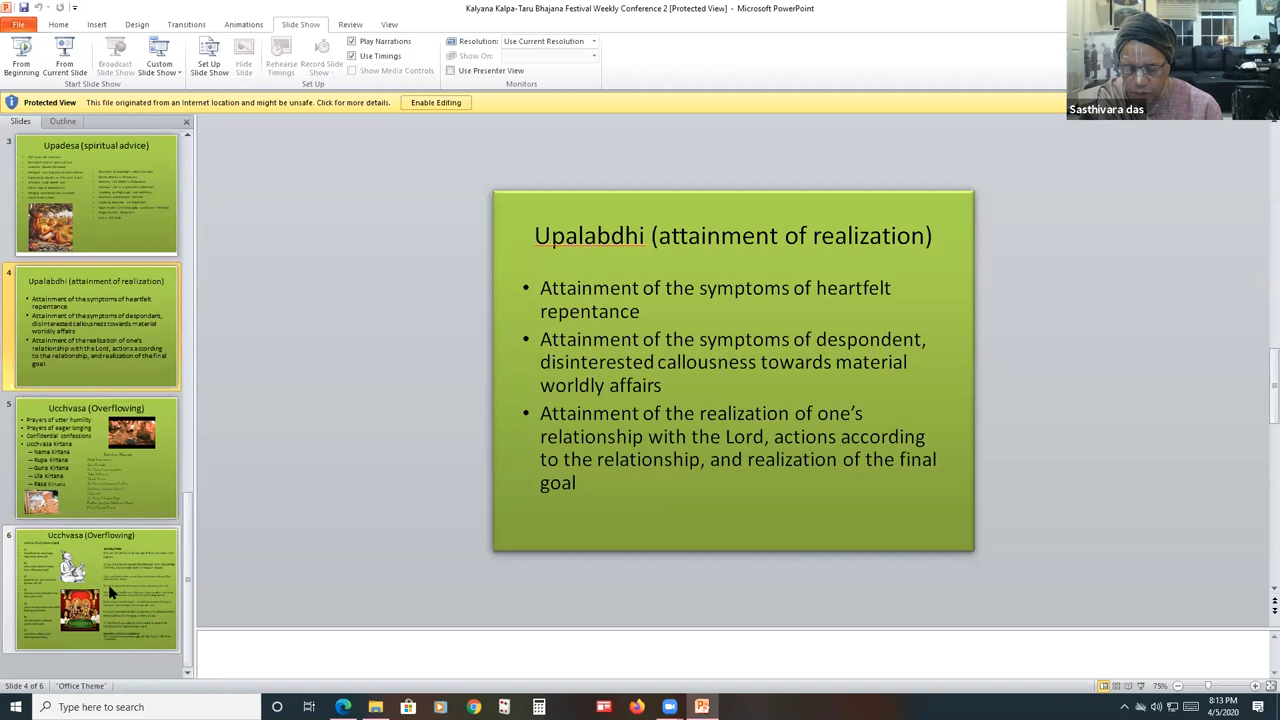 Kalyana Kalpa-Taru Bhajana Festival Weekly Conference 2 [Protected View] - Microsoft PowerPoint
File Home Insert Design Transitions Animations Slide Show Review View
From Beginning
From Current Slide
Broadcast Slide Show
Custom Slide Show
Set Up Slide Show
Hide Slide
Rehearse Timings
Record Slide Show
Play Narrations
Use Timings
Show Media Controls
Resolution: Use Current Resolution
Show On:
Use Presenter View
Start Slide Show
Set Up
Monitors
Protected View This file originated from an Internet location and might be unsafe. Click for more details. Enable Editing
Sasthivara das
Slides Outline
3
Upadesa (spiritual advice)
4
Upalabdhi (attainment of realization)
• Attainment of the symptoms of heartfelt
repentance
• Attainment of the symptoms of despondent,
disinterested callousness towards material
worldly affairs
• Attainment of the realization of one's
relationship with the Lord, actions according
to the relationship, and realization of the final
goal
5
Ucchvasa (Overflowing)
• Prayers of utter humility
• Prayers of eager longing
• Confidential confessions
• Ucchvasa kirtana
– Nama Kirtana
– Rupa Kirtana
– Guna Kirtana
– Lila Kirtana
– Rasa Kirtana
6
Ucchvasa (Overflowing)
Upalabdhi (attainment of realization)
• Attainment of the symptoms of heartfelt
repentance
• Attainment of the symptoms of despondent,
disinterested callousness towards material
worldly affairs
• Attainment of the realization of one's
relationship with the Lord, actions according
to the relationship, and realization of the final
goal
Slide 4 of 6 "Office Theme" 75%
Type here to search
8:13 PM
4/5/2020